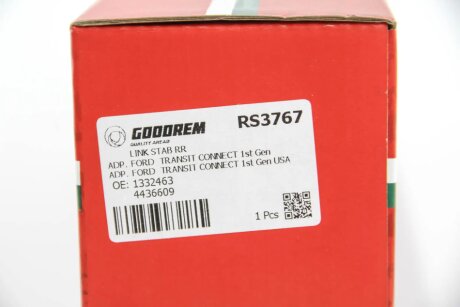 GOODREM
QUALITY AHEAD
RS3767
LINK STAB RR
ADP. FORD TRANSIT CONNECT 1st Gen
ADP. FORD TRANSIT CONNECT 1st Gen USA
OE: 1332463
4436609
1 Pcs